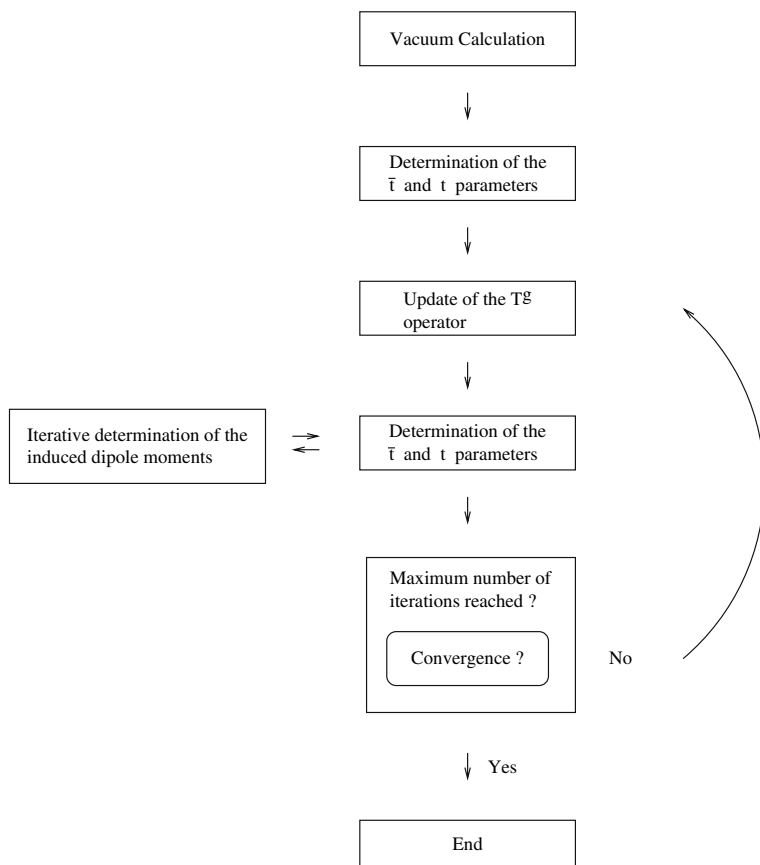 Vacuum Calculation
Determination of the
t̄ and t parameters
Update of the Tᵍ
operator
Iterative determination of the
induced dipole moments
Determination of the
t̄ and t parameters
Maximum number of
iterations reached ?
Convergence ?
No
Yes
End